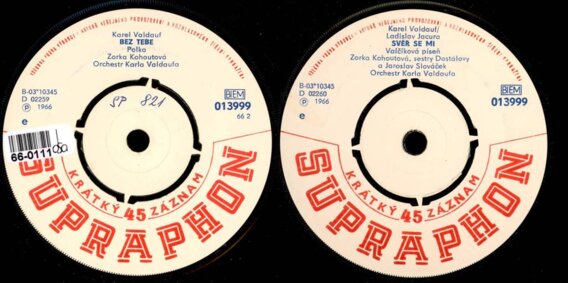 Karel Valdauf
BEZ TEBE
Polka
Zorka Kohoutová
Orchestr Karla Valdaufa
B-03*10345
D 02259
Ⓟ 1966
e
SP 821
BIEM
013999
66 2
66-0111
KRÁTKÝ 45 ZÁZNAM
SUPRAPHON
Karel Valdauf/
Ladislav Jacura
SVĚŘ SE MI
Valčíková píseň
Zorka Kohoutová, sestry Dostálovy
a Jaroslav Slováček
Orchestr Karla Valdaufa
B-03*10345
D 02260
Ⓟ 1966
e
BIEM
013999
KRÁTKÝ 45 ZÁZNAM
SUPRAPHON